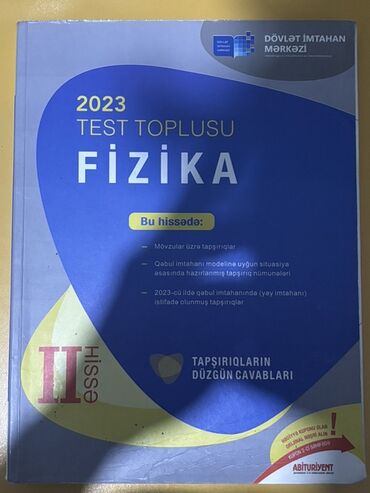 DÖVLƏT İMTAHAN
MƏRKƏZİ
2023
TEST TOPLUSU
FİZİKA
Bu hissədə:
— Mövzular üzrə tapşırıqlar
— Qəbul imtahanı modelinə uyğun situasiya
əsasında hazırlanmış tapşırıq nümunələri
— 2023-cü ildə qəbul imtahanında (yay imtahanı)
istifadə olunmuş tapşırıqlar
II
HİSSƏ
TAPŞIRIQLARIN
DÜZGÜN CAVABLARI
ABITURIYENT